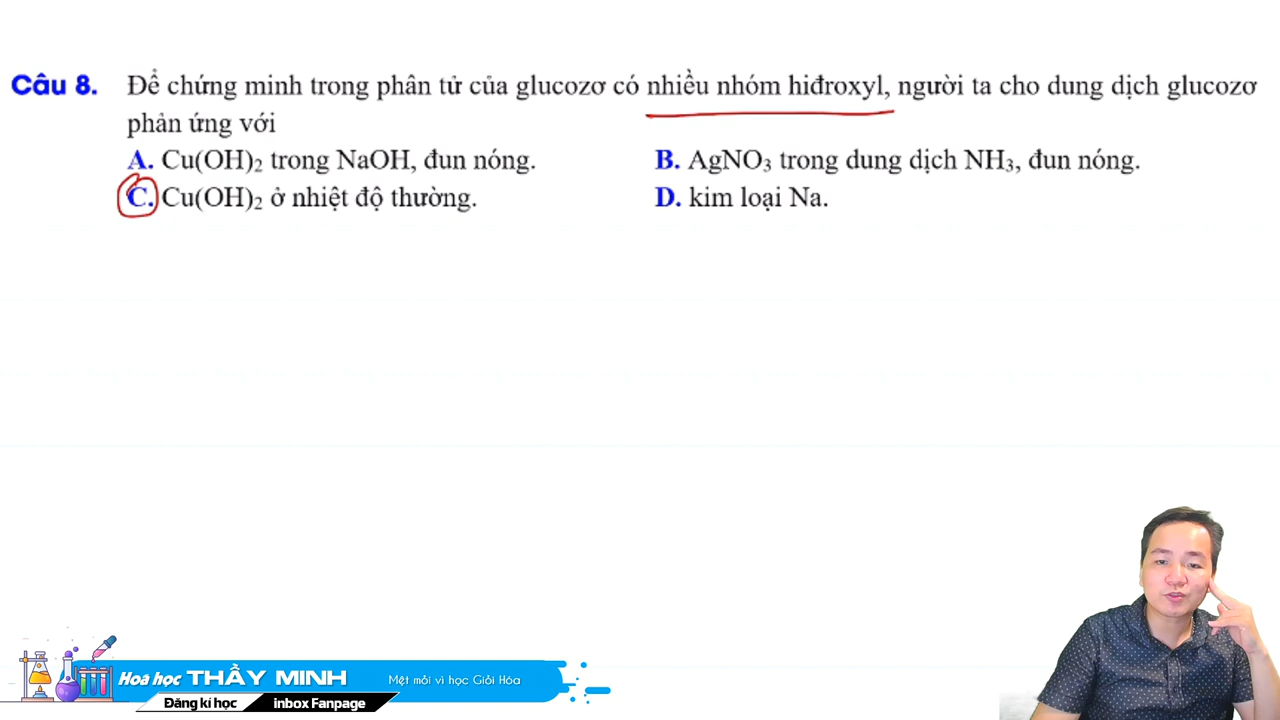 Câu 8. Để chứng minh trong phân tử của glucozơ có nhiều nhóm hiđroxyl, người ta cho dung dịch glucozơ
phản ứng với
A. Cu(OH)₂ trong NaOH, đun nóng. B. AgNO₃ trong dung dịch NH₃, đun nóng.
C. Cu(OH)₂ ở nhiệt độ thường. D. kim loại Na.
Hoá học THẦY MINH Mệt mỏi vì học Giỏi Hóa
Đăng kí học inbox Fanpage